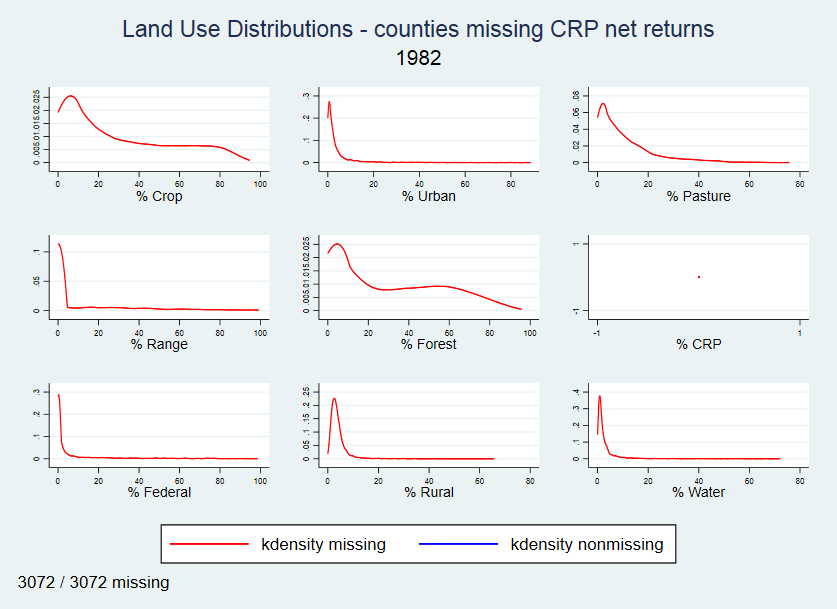 Land Use Distributions - counties missing CRP net returns
1982
0 .005.01.015.02.025
0 20 40 60 80 100
% Crop
0 .1 .2 .3
0 20 40 60 80
% Urban
0 .02 .04 .06 .08
0 20 40 60 80
% Pasture
0 .05 .1
0 20 40 60 80 100
% Range
0 .005.01.015.02.025
0 20 40 60 80 100
% Forest
-1 1
-1 1
% CRP
0 .1 .2 .3
0 20 40 60 80 100
% Federal
0 .05 .1 .15 .2 .25
0 20 40 60 80
% Rural
0 .1 .2 .3 .4
0 20 40 60 80
% Water
kdensity missing kdensity nonmissing
3072 / 3072 missing